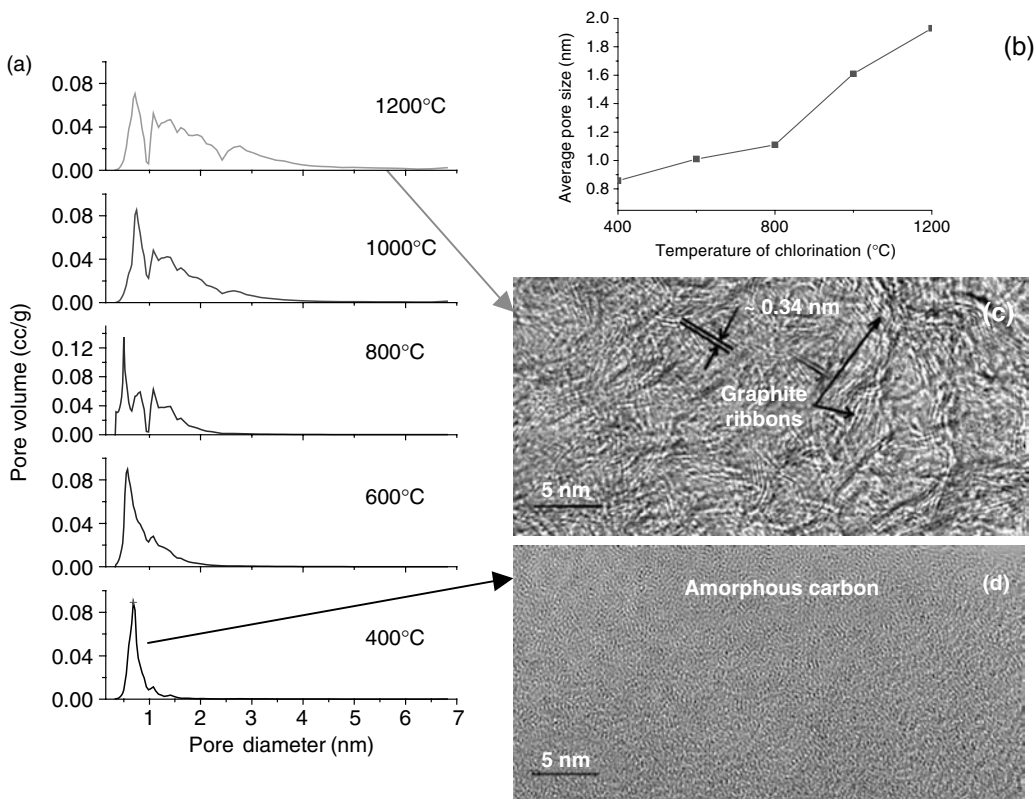 (a)
0.08
0.04
0.00
1200°C
0.08
0.04
0.00
1000°C
0.12
0.08
0.04
0.00
800°C
0.08
0.04
0.00
600°C
0.08
0.04
0.00
400°C
1 2 3 4 5 6 7
Pore diameter (nm)
Pore volume (cc/g)
(b)
2.0
1.8
1.6
1.4
1.2
1.0
0.8
400 800 1200
Temperature of chlorination (°C)
Average pore size (nm)
(c)
~ 0.34 nm
Graphite
ribbons
5 nm
(d)
Amorphous carbon
5 nm